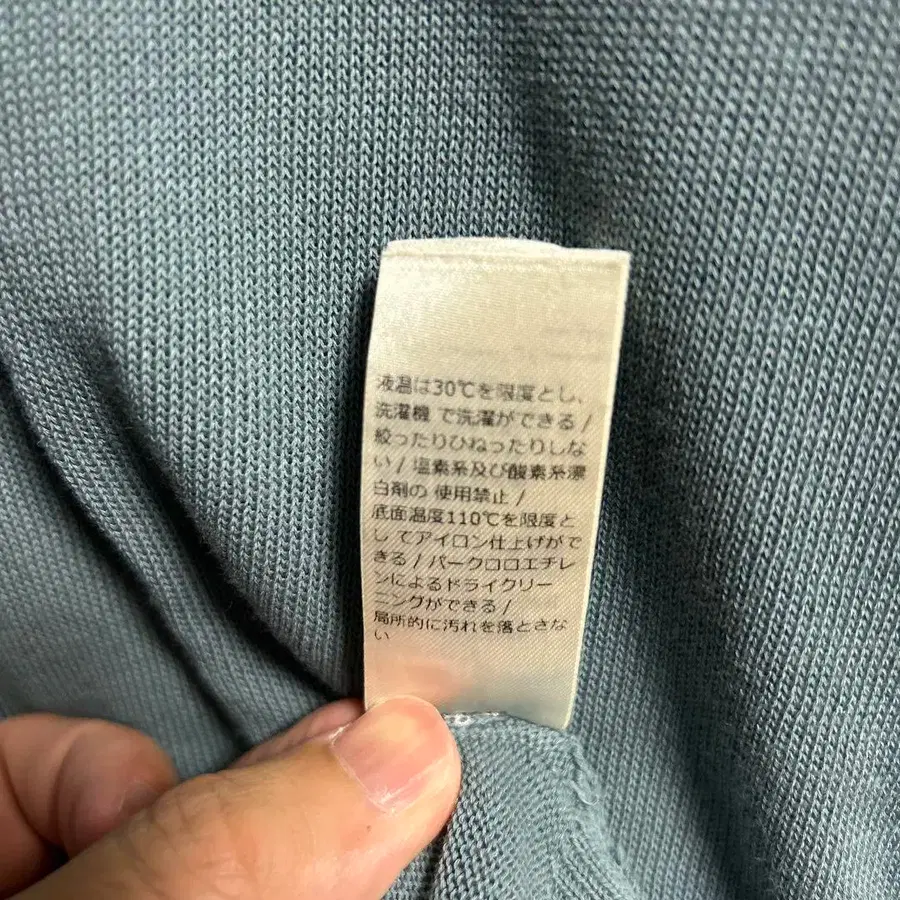 液温は30℃を限度とし、
洗濯機 で洗濯ができる /
絞ったりひねったりしな
い / 塩素系及び酸素系漂
白剤の 使用禁止 /
底面温度110℃を限度と
し てアイロン仕上げがで
きる / パークロロエチレ
ンによるドライクリー
ニングができる /
局所的に汚れを落とさな
い